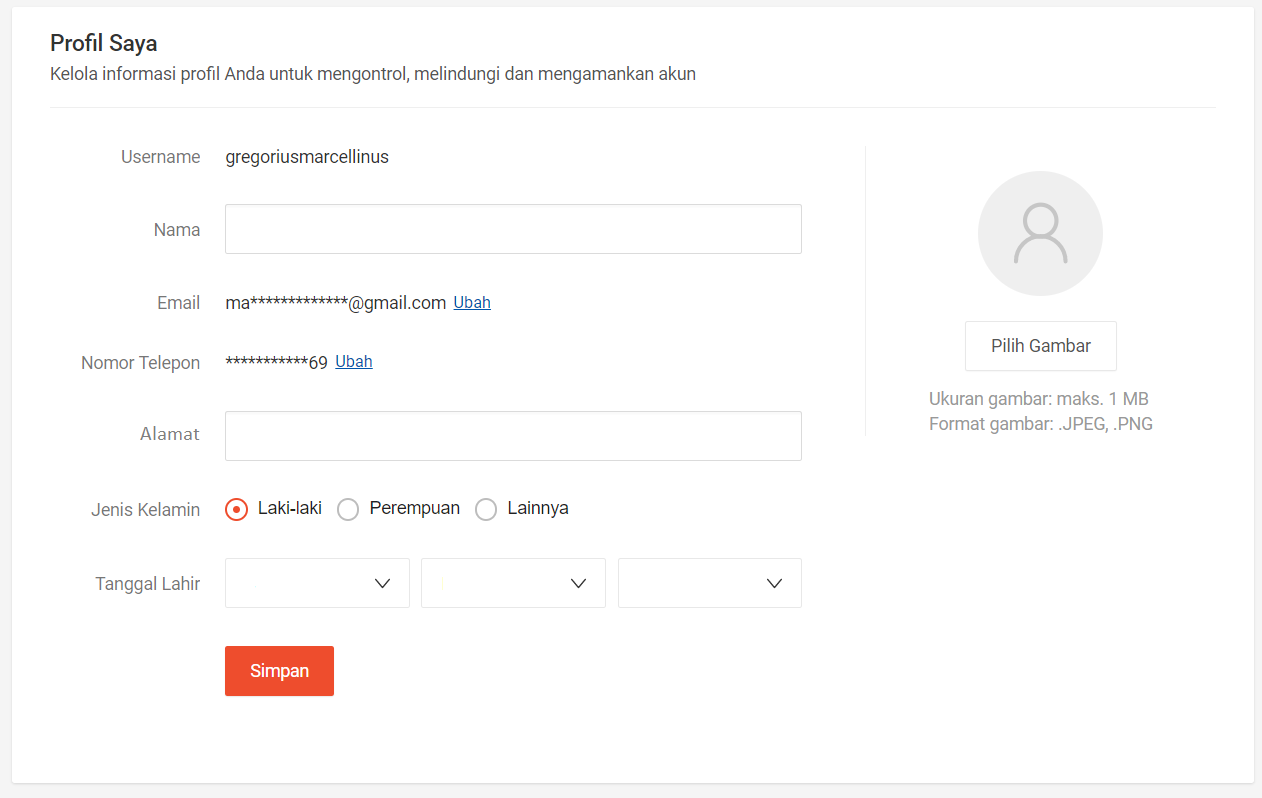 Profil Saya
Kelola informasi profil Anda untuk mengontrol, melindungi dan mengamankan akun
Username gregoriusmarcellinus
Nama
Email ma*************@gmail.com Ubah
Nomor Telepon ***********69 Ubah
Alamat
Jenis Kelamin Laki-laki Perempuan Lainnya
Tanggal Lahir
Simpan
Pilih Gambar
Ukuran gambar: maks. 1 MB
Format gambar: .JPEG, .PNG